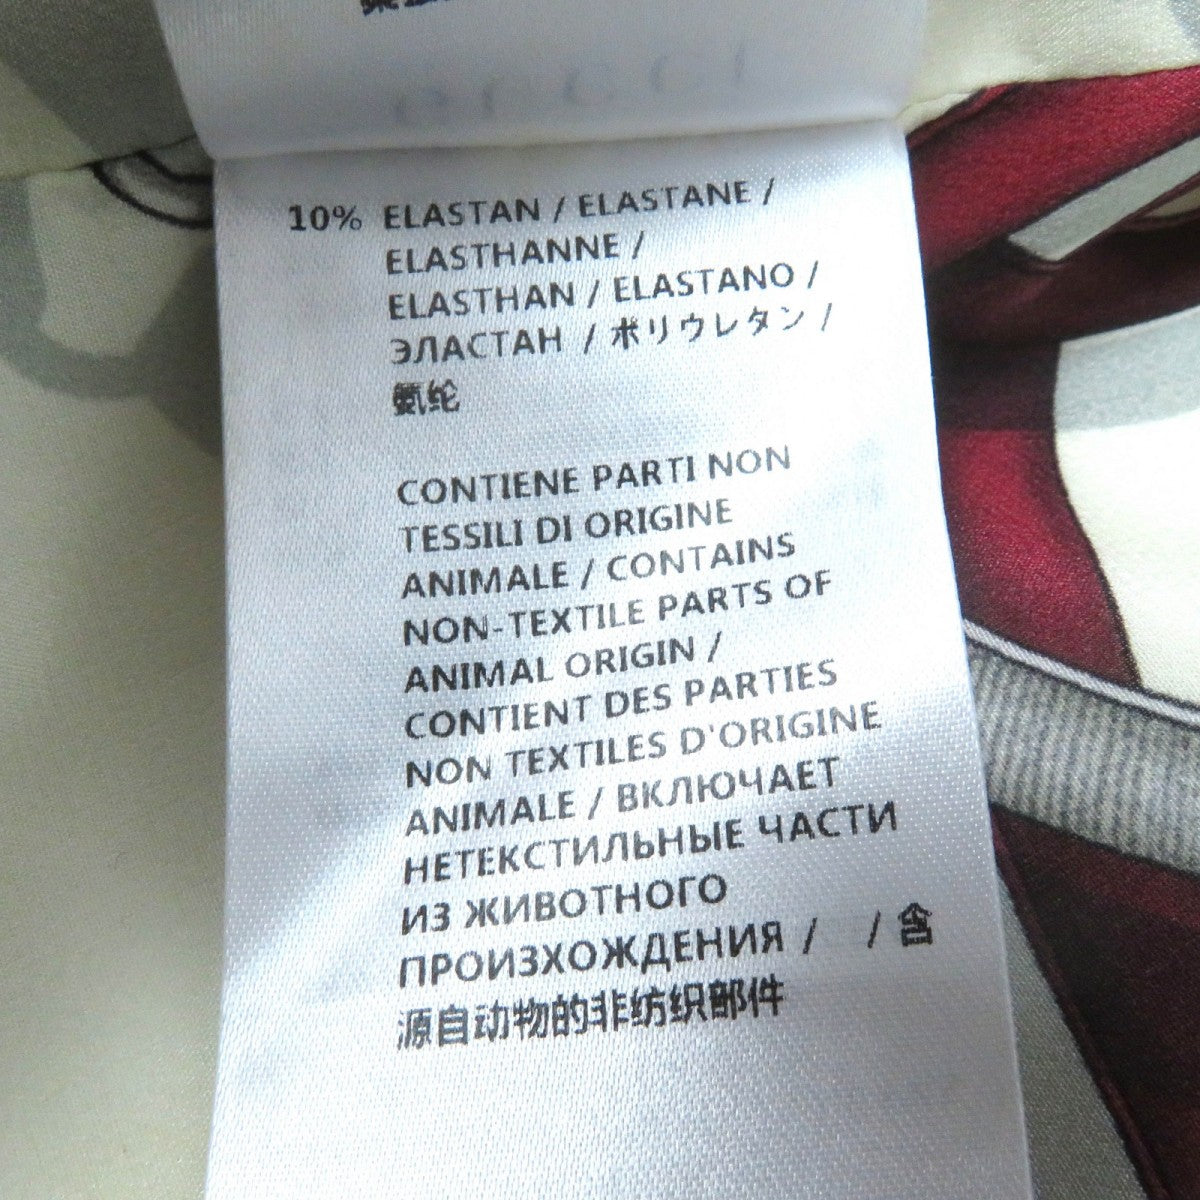 10% ELASTAN / ELASTANE /
ELASTHANNE /
ELASTHAN / ELASTANO /
ЭЛАСТАН / ポリウレタン /
氨纶
CONTIENE PARTI NON
TESSILI DI ORIGINE
ANIMALE / CONTAINS
NON-TEXTILE PARTS OF
ANIMAL ORIGIN /
CONTIENT DES PARTIES
NON TEXTILES D'ORIGINE
ANIMALE / ВКЛЮЧАЕТ
НЕТЕКСТИЛЬНЫЕ ЧАСТИ
ИЗ ЖИВОТНОГО
ПРОИЗХОЖДЕНИЯ / / 含
源自动物的非纺织部件